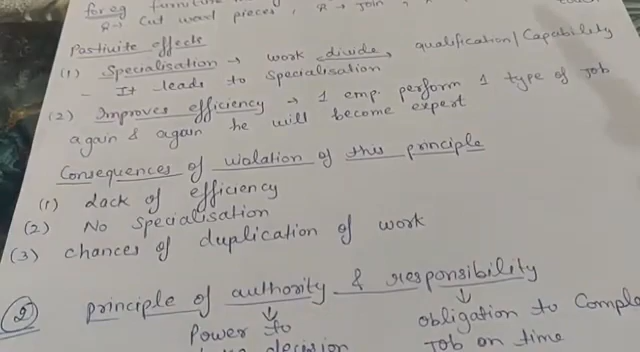 for eg furniture
R → cut wood pieces, R → join,
Positive effects
(1) Specialisation → work divide, qualification/Capability
- It leads to specialisation
(2) Improves efficiency → 1 emp. perform 1 type of Job
again & again he will become expert
Consequences of violation of this principle
(1) Lack of efficiency
(2) No specialisation
(3) Chances of duplication of work
(2) principle of authority & responsibility
↓ ↓
Power to obligation to Compl
decision Job on time